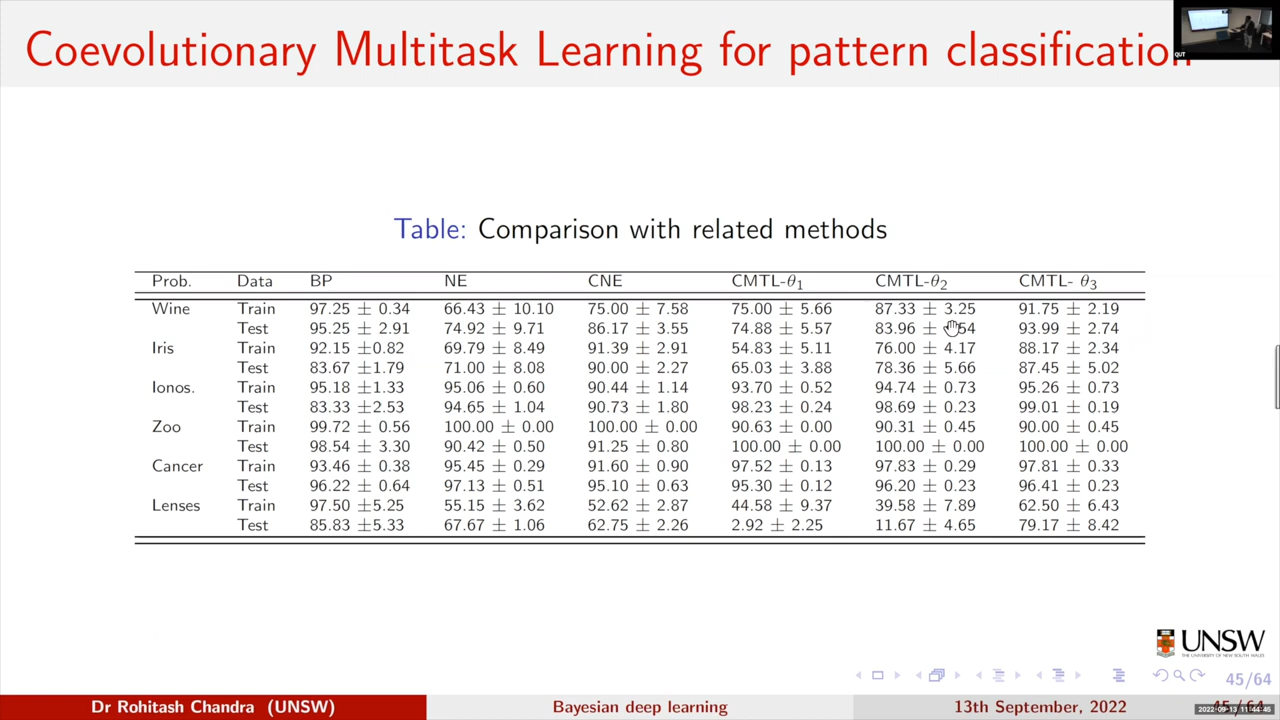 Coevolutionary Multitask Learning for pattern classification
QUT
Table: Comparison with related methods
Prob. Data BP NE CNE CMTL-θ1 CMTL-θ2 CMTL- θ3
Wine Train 97.25 ± 0.34 66.43 ± 10.10 75.00 ± 7.58 75.00 ± 5.66 87.33 ± 3.25 91.75 ± 2.19
Test 95.25 ± 2.91 74.92 ± 9.71 86.17 ± 3.55 74.88 ± 5.57 83.96 ± 54 93.99 ± 2.74
Iris Train 92.15 ±0.82 69.79 ± 8.49 91.39 ± 2.91 54.83 ± 5.11 76.00 ± 4.17 88.17 ± 2.34
Test 83.67 ±1.79 71.00 ± 8.08 90.00 ± 2.27 65.03 ± 3.88 78.36 ± 5.66 87.45 ± 5.02
Ionos. Train 95.18 ±1.33 95.06 ± 0.60 90.44 ± 1.14 93.70 ± 0.52 94.74 ± 0.73 95.26 ± 0.73
Test 83.33 ±2.53 94.65 ± 1.04 90.73 ± 1.80 98.23 ± 0.24 98.69 ± 0.23 99.01 ± 0.19
Zoo Train 99.72 ± 0.56 100.00 ± 0.00 100.00 ± 0.00 90.63 ± 0.00 90.31 ± 0.45 90.00 ± 0.45
Test 98.54 ± 3.30 90.42 ± 0.50 91.25 ± 0.80 100.00 ± 0.00 100.00 ± 0.00 100.00 ± 0.00
Cancer Train 93.46 ± 0.38 95.45 ± 0.29 91.60 ± 0.90 97.52 ± 0.13 97.83 ± 0.29 97.81 ± 0.33
Test 96.22 ± 0.64 97.13 ± 0.51 95.10 ± 0.63 95.30 ± 0.12 96.20 ± 0.23 96.41 ± 0.23
Lenses Train 97.50 ±5.25 55.15 ± 3.62 52.62 ± 2.87 44.58 ± 9.37 39.58 ± 7.89 62.50 ± 6.43
Test 85.83 ±5.33 67.67 ± 1.06 62.75 ± 2.26 2.92 ± 2.25 11.67 ± 4.65 79.17 ± 8.42
UNSW
THE UNIVERSITY OF NEW SOUTH WALES
45/64
Dr Rohitash Chandra (UNSW) Bayesian deep learning 13th September, 2022 45 / 64
2022-09-13 11:44:45